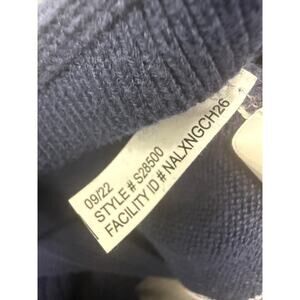 09/22
STYLE # S28500
FACILITY ID # NALXNGCH26